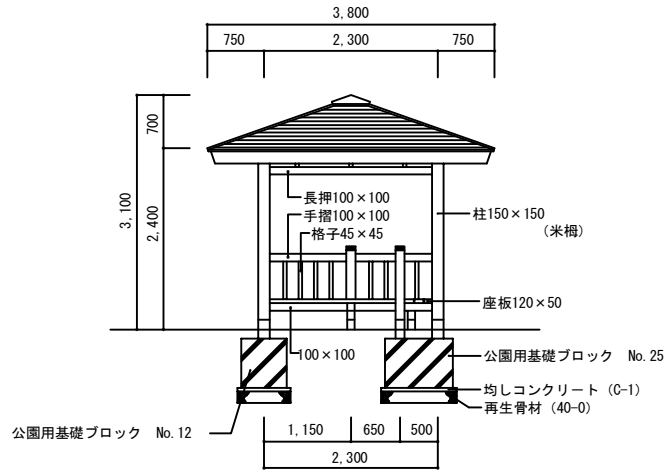 3,800
750 2,300 750
700
3,100
2,400
長押100×100
手摺100×100
格子45×45
柱150×150
(米栂)
座板120×50
100×100
公園用基礎ブロック No.25
均しコンクリート (C-1)
再生骨材 (40-0)
公園用基礎ブロック No.12
1,150 650 500
2,300